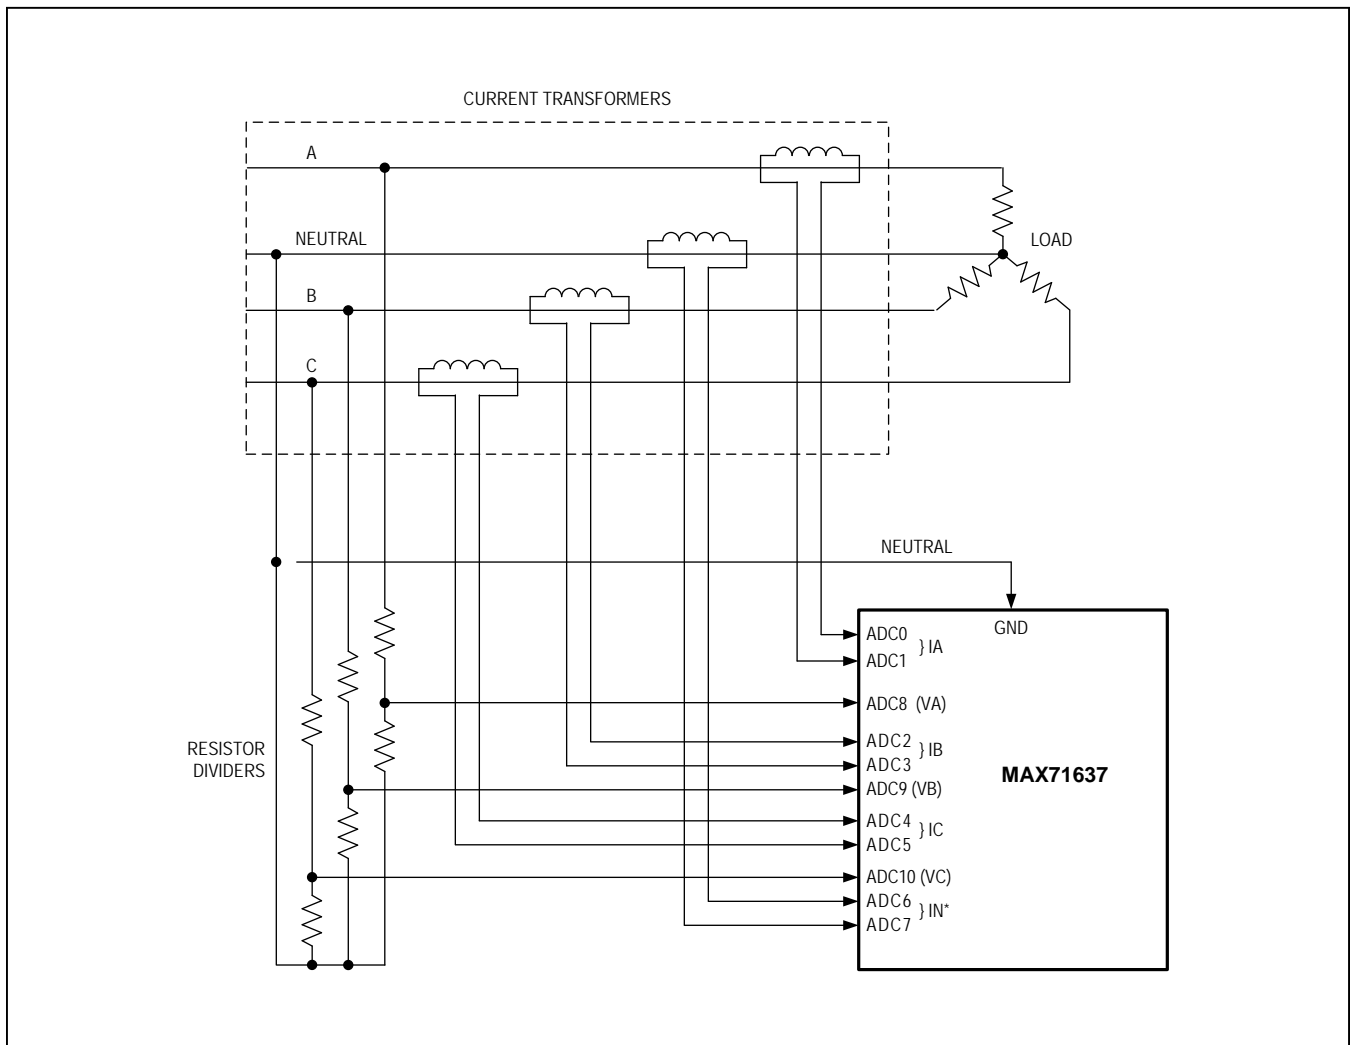 CURRENT TRANSFORMERS
A
NEUTRAL
LOAD
B
C
NEUTRAL
GND
ADC0
} IA
ADC1
ADC8 (VA)
ADC2
} IB
ADC3
RESISTOR
DIVIDERS
MAX71637
ADC9 (VB)
ADC4
} IC
ADC5
ADC10 (VC)
ADC6
} IN*
ADC7